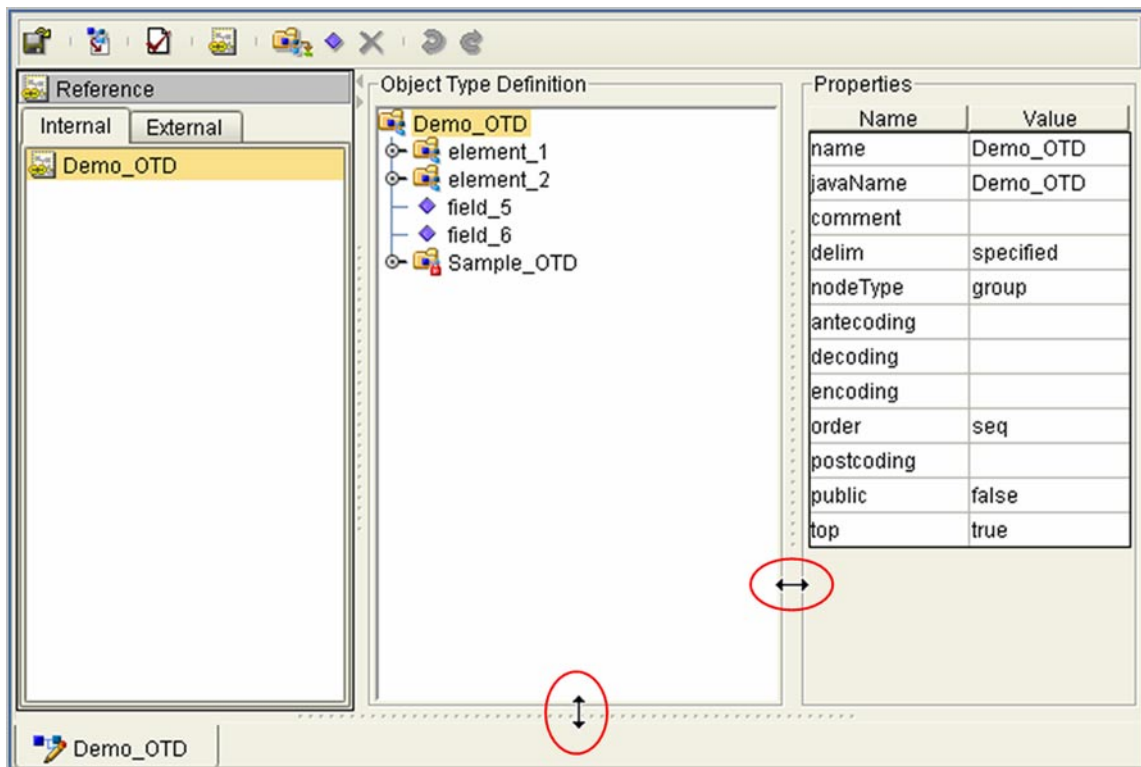 Reference
Internal External
Demo_OTD
Object Type Definition
Demo_OTD
element_1
element_2
field_5
field_6
Sample_OTD
Properties
Name Value
name Demo_OTD
javaName Demo_OTD
comment
delim specified
nodeType group
antecoding
decoding
encoding
order seq
postcoding
public false
top true
Demo_OTD